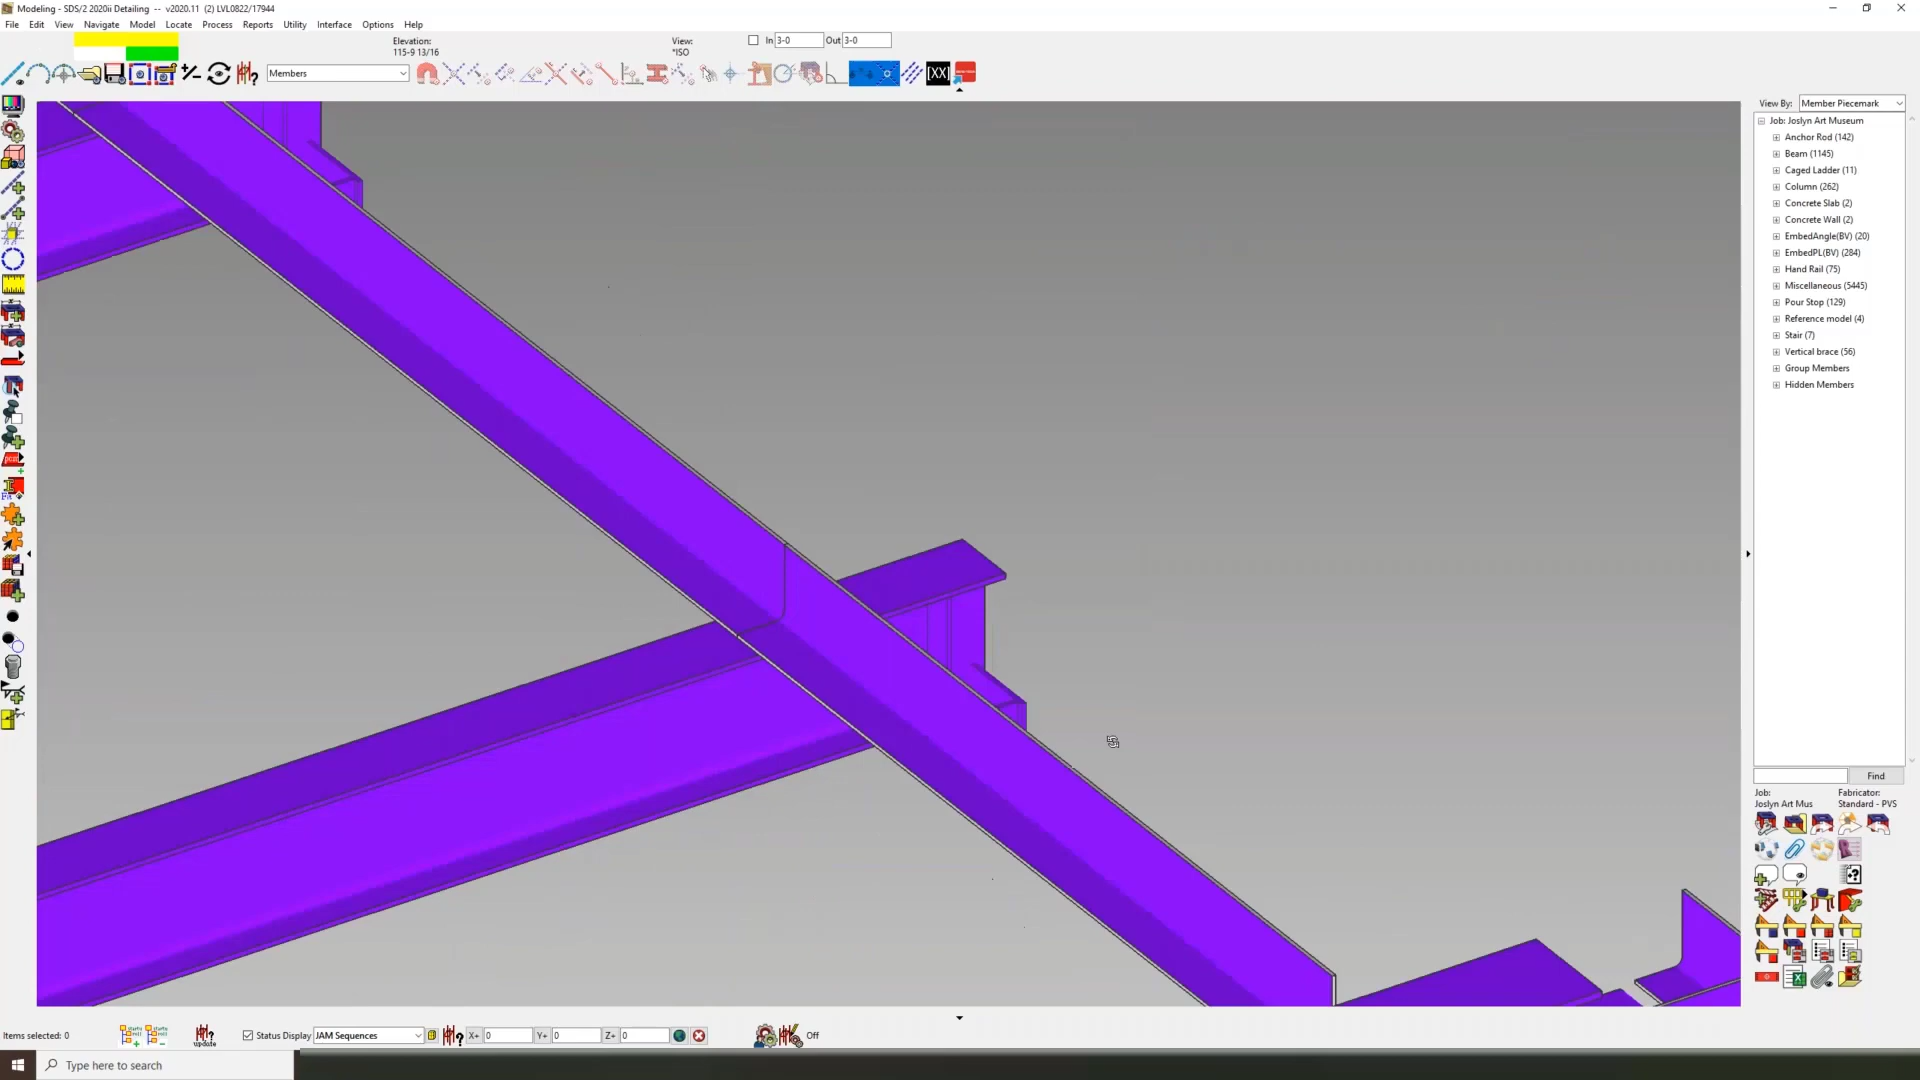 Modeling - SDS/2 2020ii Detailing -- v2020.11 (2) LVL0822/17944
File Edit View Navigate Model Locate Process Reports Utility Interface Options Help
Elevation:
115-9 13/16
View:
*ISO
In 3-0 Out 3-0
Members
[XX]
View By: Member Piecemark
Job: Joslyn Art Museum
Anchor Rod (142)
Beam (1145)
Caged Ladder (11)
Column (262)
Concrete Slab (2)
Concrete Wall (2)
EmbedAngle(BV) (20)
EmbedPL(BV) (284)
Hand Rail (75)
Miscellaneous (5445)
Pour Stop (129)
Reference model (4)
Stair (7)
Vertical brace (56)
Group Members
Hidden Members
Find
Job: Fabricator:
Joslyn Art Mus Standard - PVS
Items selected: 0
update
Status Display JAM Sequences
X+ 0 Y+ 0 Z+ 0
Off
Type here to search